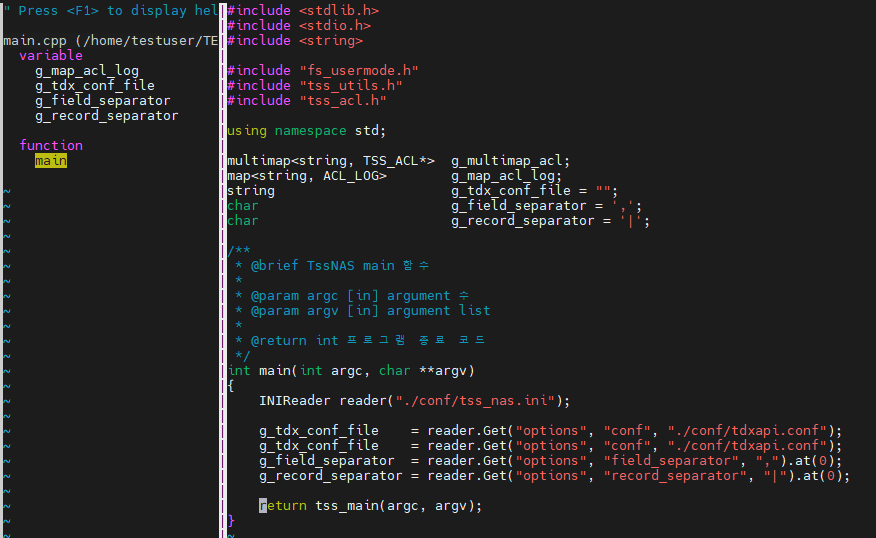 " Press <F1> to display hel
main.cpp (/home/testuser/TE
variable
g_map_acl_log
g_tdx_conf_file
g_field_separator
g_record_separator
function
main
#include <stdlib.h>
#include <stdio.h>
#include <string>
#include "fs_usermode.h"
#include "tss_utils.h"
#include "tss_acl.h"
using namespace std;
multimap<string, TSS_ACL*>  g_multimap_acl;
map<string, ACL_LOG>        g_map_acl_log;
string                      g_tdx_conf_file = "";
char                        g_field_separator = ',';
char                        g_record_separator = '|';
/**
 * @brief TssNAS main 함수
 *
 * @param argc [in] argument 수
 * @param argv [in] argument list
 *
 * @return int 프로그램 종료 코드
 */
int main(int argc, char **argv)
{
    INIReader reader("./conf/tss_nas.ini");
    g_tdx_conf_file    = reader.Get("options", "conf", "./conf/tdxapi.conf");
    g_tdx_conf_file    = reader.Get("options", "conf", "./conf/tdxapi.conf");
    g_field_separator  = reader.Get("options", "field_separator", ",").at(0);
    g_record_separator = reader.Get("options", "record_separator", "|").at(0);
    return tss_main(argc, argv);
}